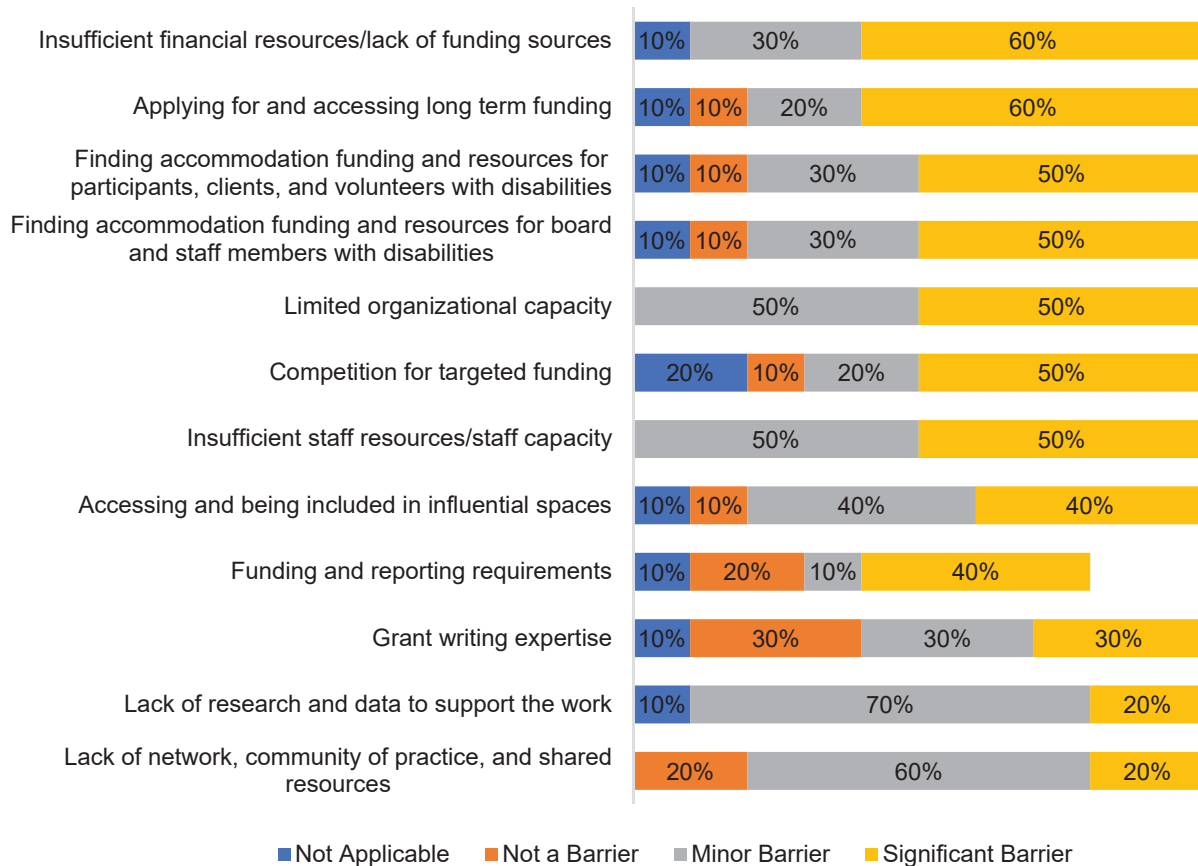 Insufficient financial resources/lack of funding sources
10% 30% 60%
Applying for and accessing long term funding
10% 10% 20% 60%
Finding accommodation funding and resources for
participants, clients, and volunteers with disabilities
10% 10% 30% 50%
Finding accommodation funding and resources for board
and staff members with disabilities
10% 10% 30% 50%
Limited organizational capacity
50% 50%
Competition for targeted funding
20% 10% 20% 50%
Insufficient staff resources/staff capacity
50% 50%
Accessing and being included in influential spaces
10% 10% 40% 40%
Funding and reporting requirements
10% 20% 10% 40%
Grant writing expertise
10% 30% 30% 30%
Lack of research and data to support the work
10% 70% 20%
Lack of network, community of practice, and shared
resources
20% 60% 20%
Not Applicable Not a Barrier Minor Barrier Significant Barrier